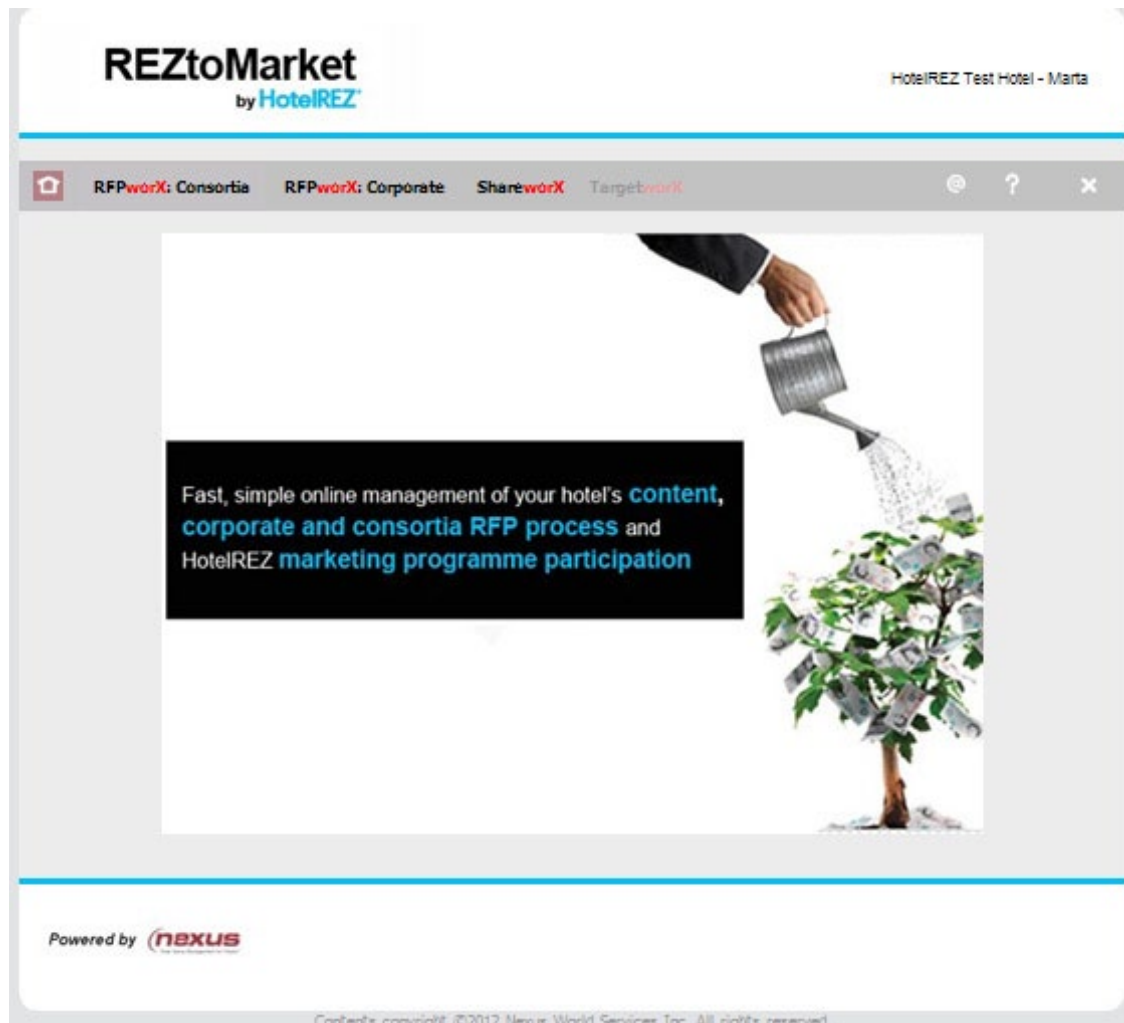 REZtoMarket
by HotelREZ
HotelREZ Test Hotel - Marta
RFPworX: Consortia RFPworX: Corporate ShareworX TargetworX @ ?
Fast, simple online management of your hotel's content,
corporate and consortia RFP process and
HotelREZ marketing programme participation
Powered by nexus
Contents copyright ©2012 Nexus World Services Inc. All rights reserved